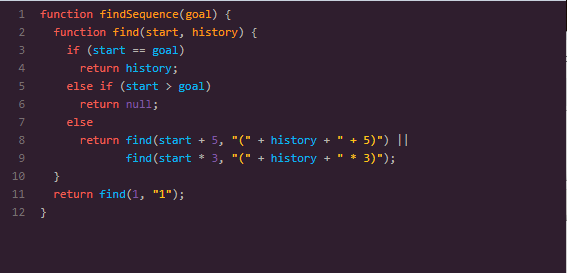 1 function findSequence(goal) {
2   function find(start, history) {
3     if (start == goal)
4       return history;
5     else if (start > goal)
6       return null;
7     else
8       return find(start + 5, "(" + history + " + 5)") ||
9              find(start * 3, "(" + history + " * 3)");
10   }
11   return find(1, "1");
12 }